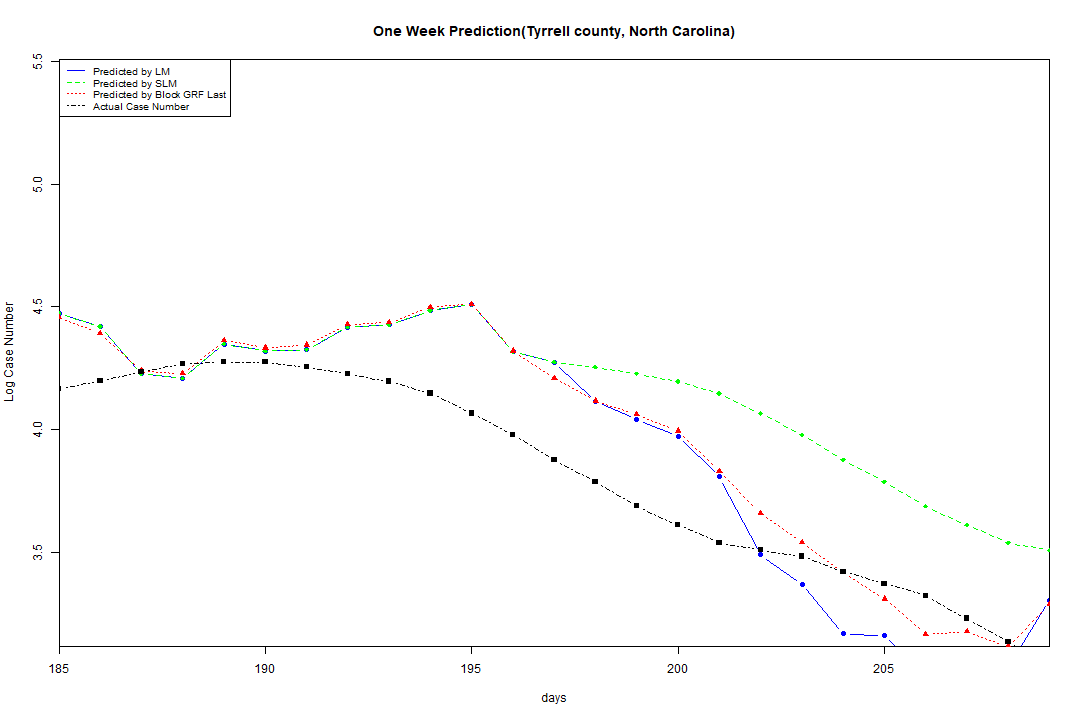 One Week Prediction(Tyrrell county, North Carolina)
Predicted by LM
Predicted by SLM
Predicted by Block GRF Last
Actual Case Number
5.5
5.0
4.5
4.0
3.5
Log Case Number
185 190 195 200 205
days